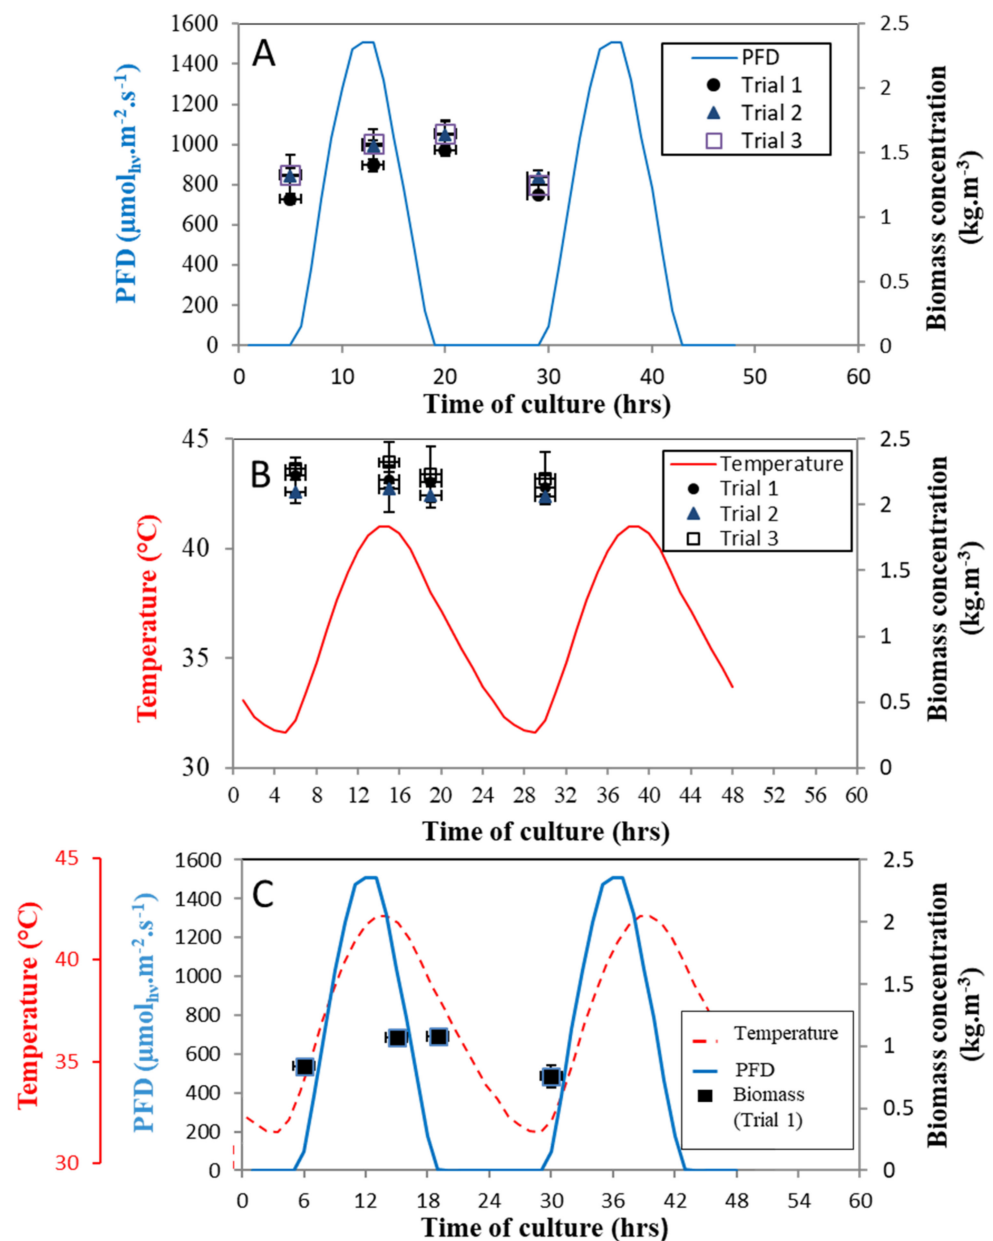 A
1600
1400
1200
1000
800
600
400
200
0
PFD (µmolhν.m⁻².s⁻¹)
2.5
2
1.5
1
0.5
0
Biomass concentration
(kg.m⁻³)
PFD
Trial 1
Trial 2
Trial 3
0 10 20 30 40 50 60
Time of culture (hrs)
B
45
40
35
30
Temperature (°C)
2.5
2
1.5
1
0.5
0
Biomass concentration
(kg.m⁻³)
Temperature
Trial 1
Trial 2
Trial 3
0 4 8 12 16 20 24 28 32 36 40 44 48 52 56 60
Time of culture (hrs)
C
45
40
35
30
Temperature (°C)
1600
1400
1200
1000
800
600
400
200
0
PFD (µmolhν.m⁻².s⁻¹)
2.5
2
1.5
1
0.5
0
Biomass concentration
(kg.m⁻³)
Temperature
PFD
Biomass
(Trial 1)
0 6 12 18 24 30 36 42 48 54 60
Time of culture (hrs)